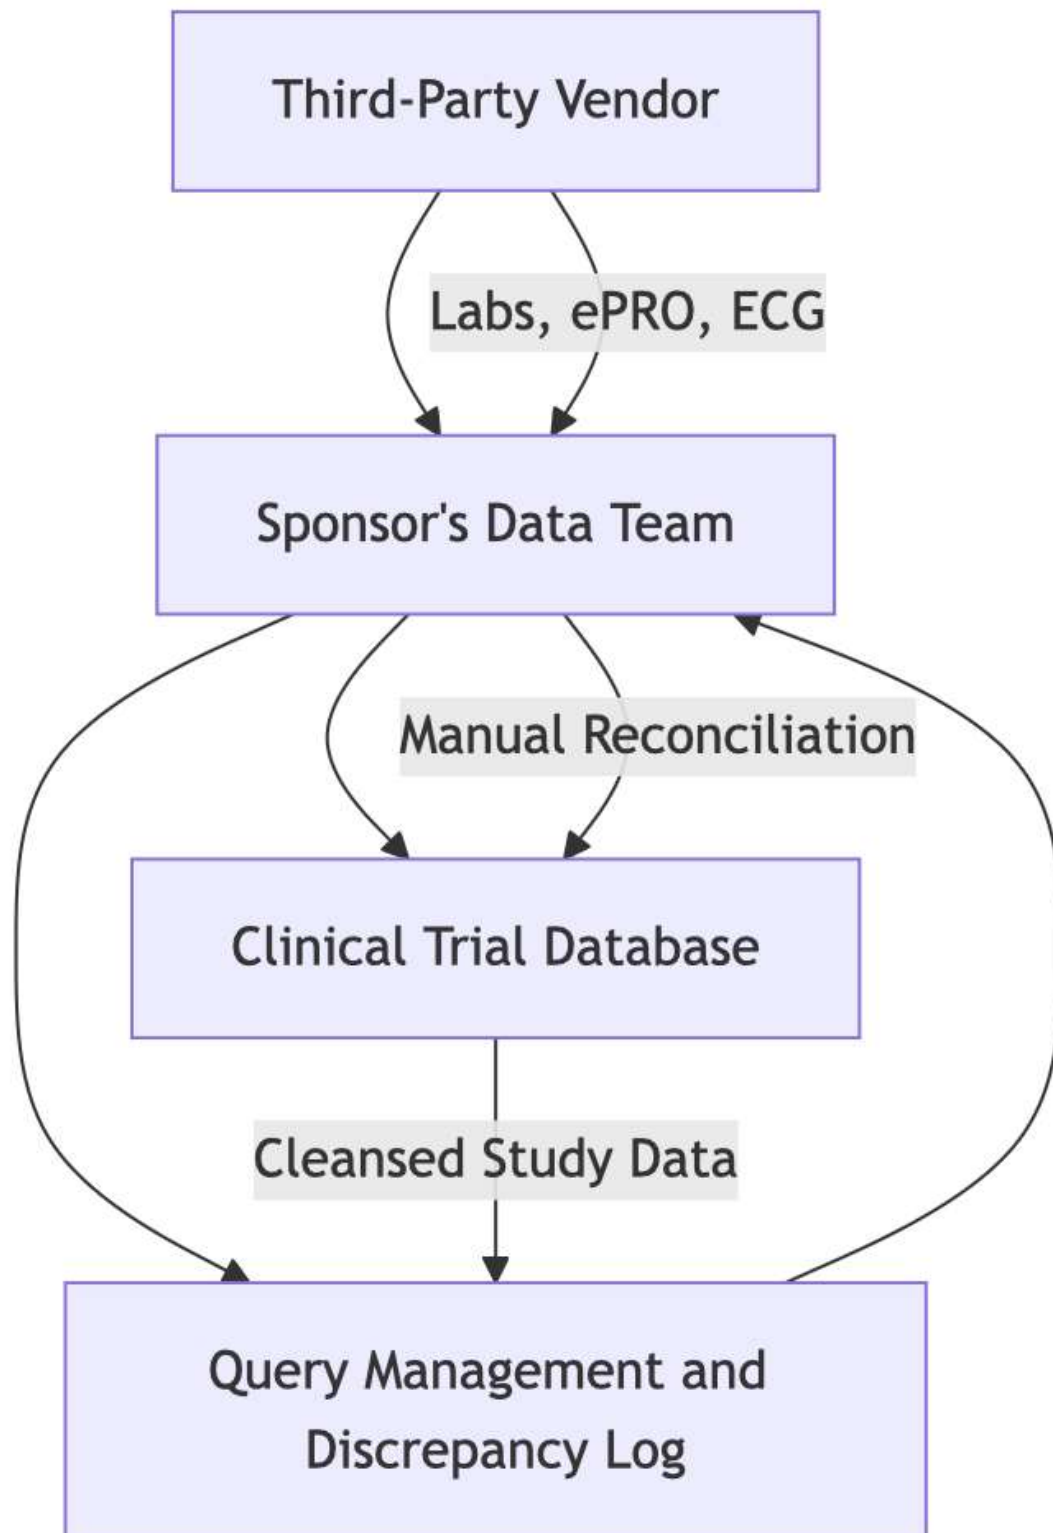 Third-Party Vendor
Labs, ePRO, ECG
Sponsor's Data Team
Manual Reconciliation
Clinical Trial Database
Cleansed Study Data
Query Management and
Discrepancy Log